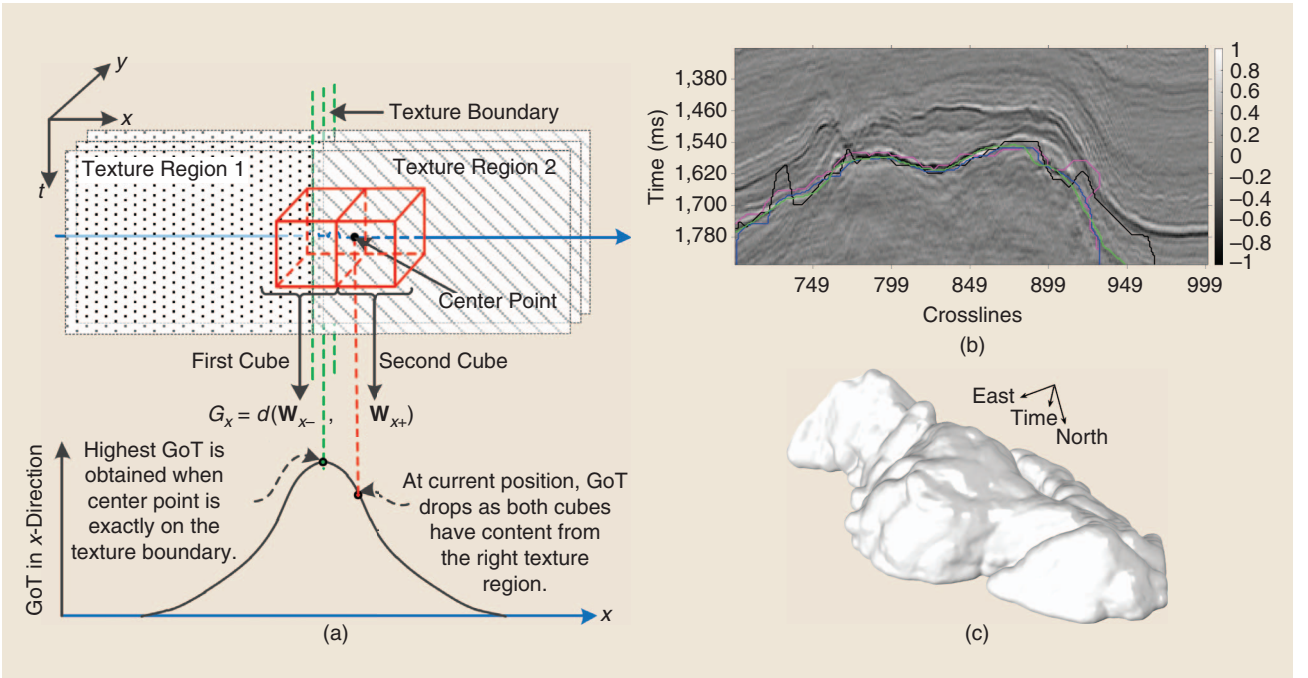 y
x
t
Texture Boundary
Texture Region 1
Texture Region 2
Center Point
First Cube
Second Cube
Gx = d(Wx– , Wx+)
Highest GoT is
obtained when
center point is
exactly on the
texture boundary.
At current position, GoT
drops as both cubes
have content from
the right texture
region.
GoT in x-Direction
x
(a)
Time (ms)
1,380
1,460
1,540
1,620
1,700
1,780
749 799 849 899 949 999
Crosslines
1
0.8
0.6
0.4
0.2
0
–0.2
–0.4
–0.6
–0.8
–1
(b)
East
Time
North
(c)